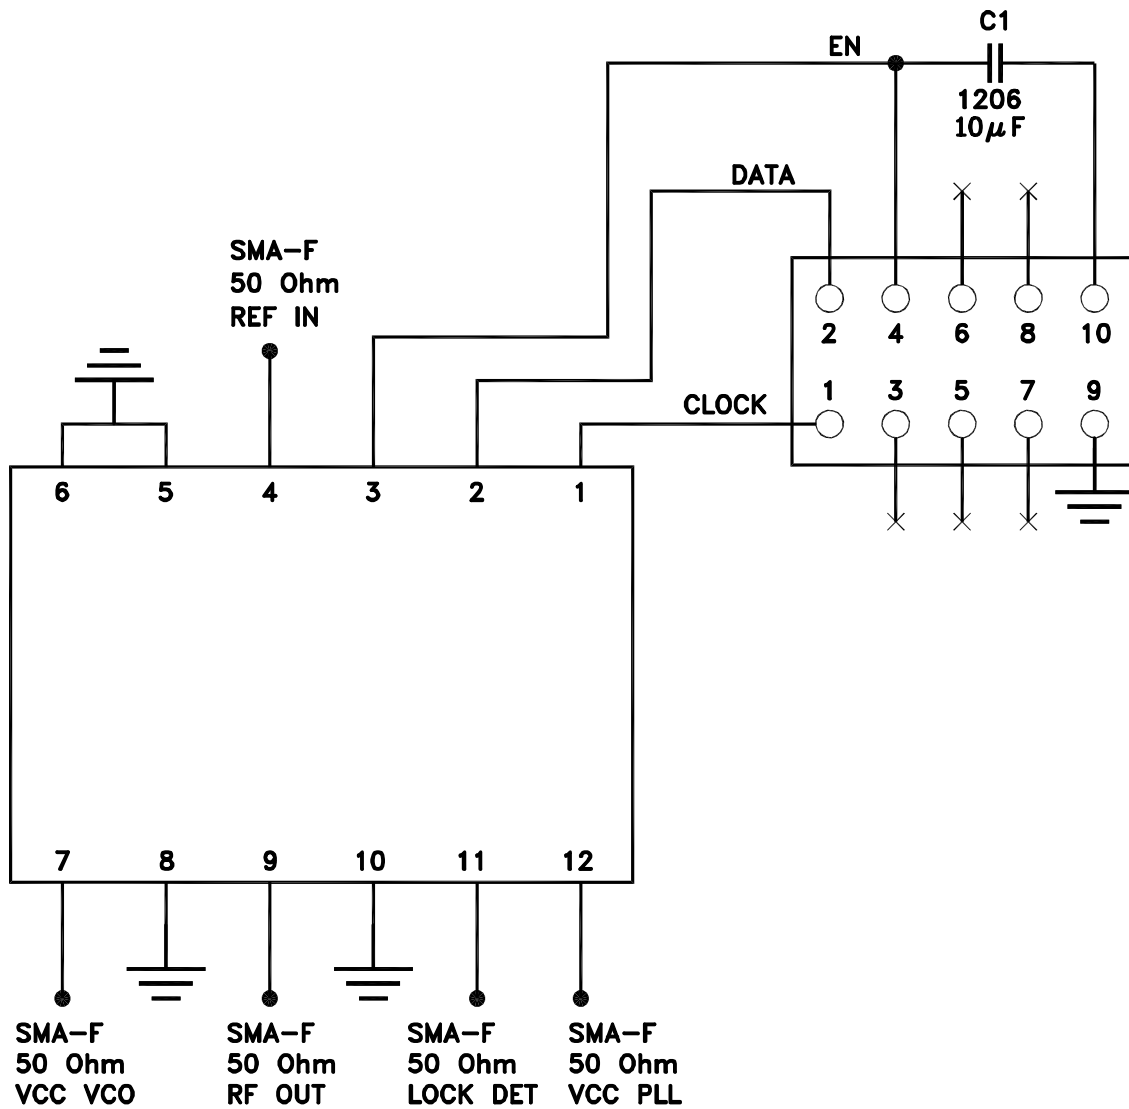 C1
EN
1206
10μF
DATA
SMA-F
50 Ohm
REF IN
2 4 6 8 10
1 3 5 7 9
CLOCK
6 5 4 3 2 1
7 8 9 10 11 12
SMA-F
50 Ohm
VCC VCO
SMA-F
50 Ohm
RF OUT
SMA-F
50 Ohm
LOCK DET
SMA-F
50 Ohm
VCC PLL